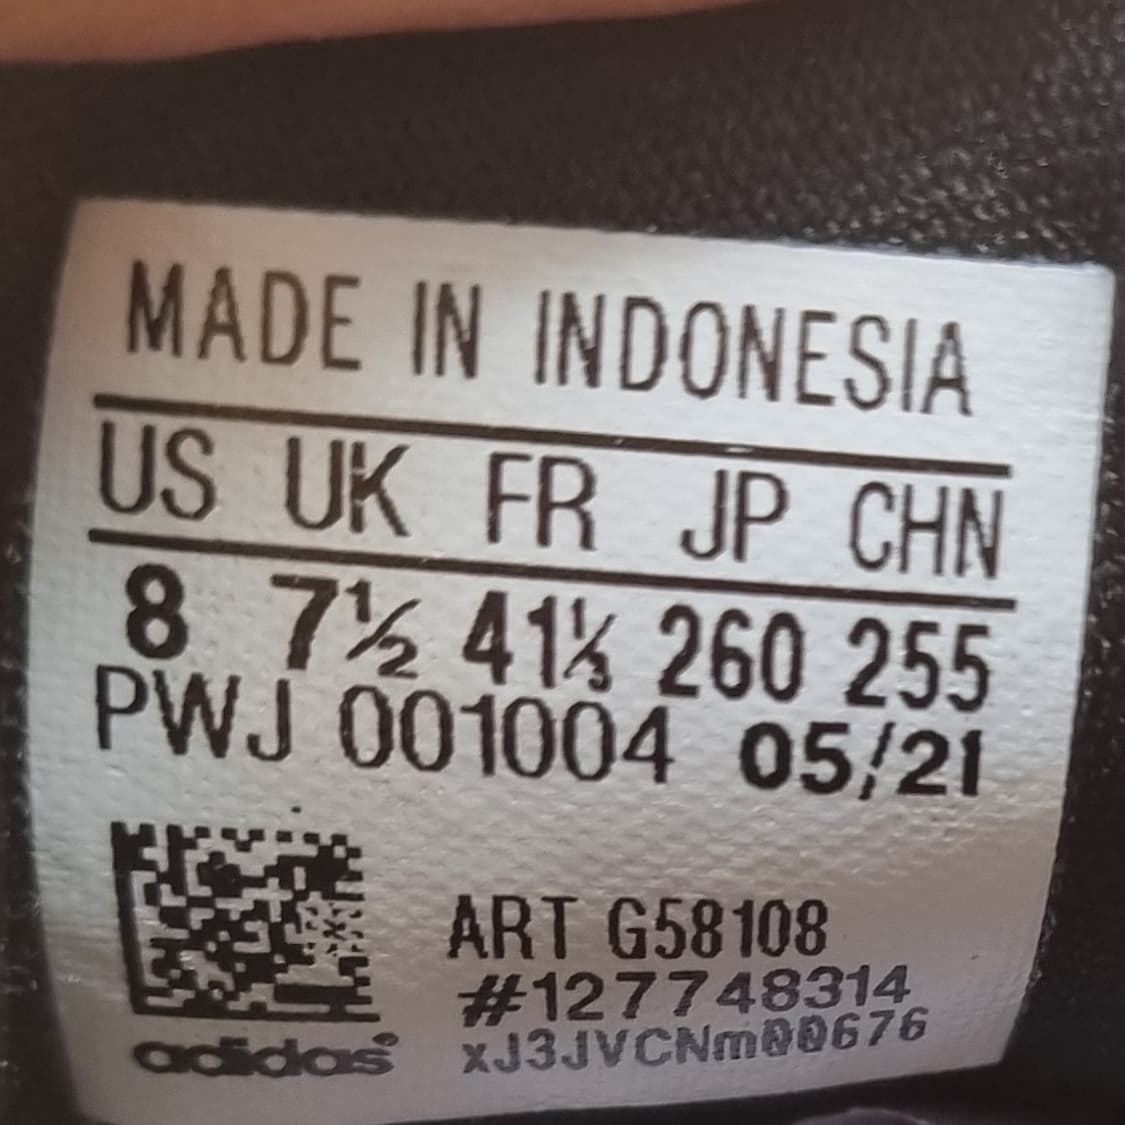 MADE IN INDONESIA
US UK FR JP CHN
8 7½ 41⅓ 260 255
PWJ 001004 05/21
ART G58108
#127748314
adidas xJ3JVCNm00676